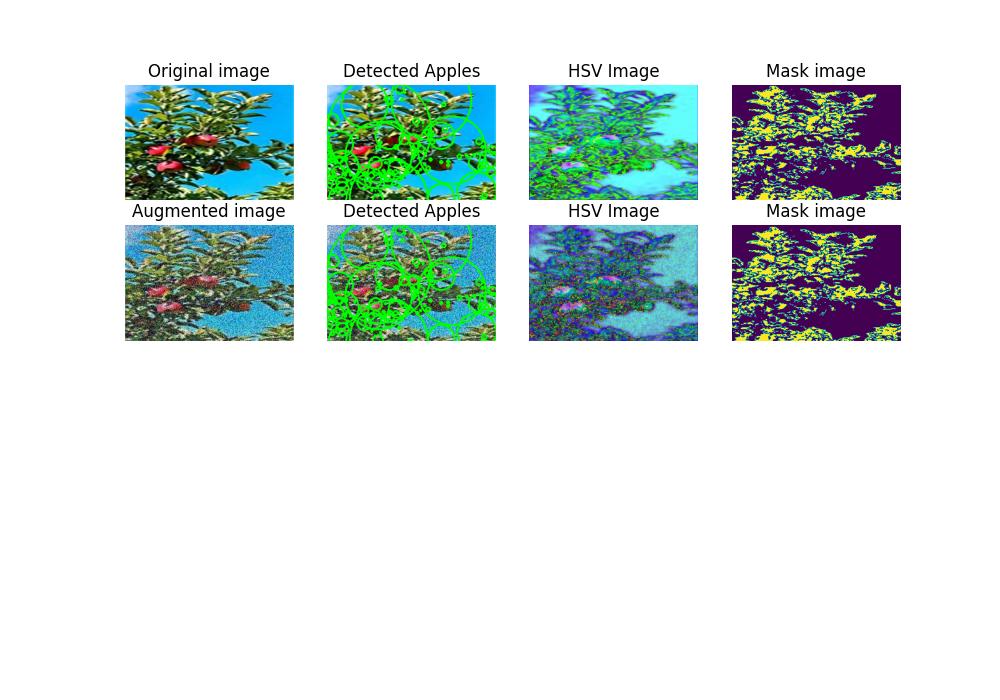 Original image
Detected Apples
HSV Image
Mask image
Augmented image
Detected Apples
HSV Image
Mask image